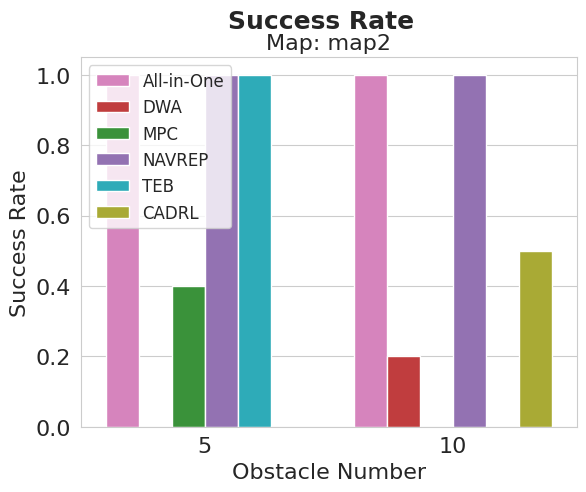 Success Rate
Map: map2
Success Rate
1.0
0.8
0.6
0.4
0.2
0.0
All-in-One
DWA
MPC
NAVREP
TEB
CADRL
5
10
Obstacle Number